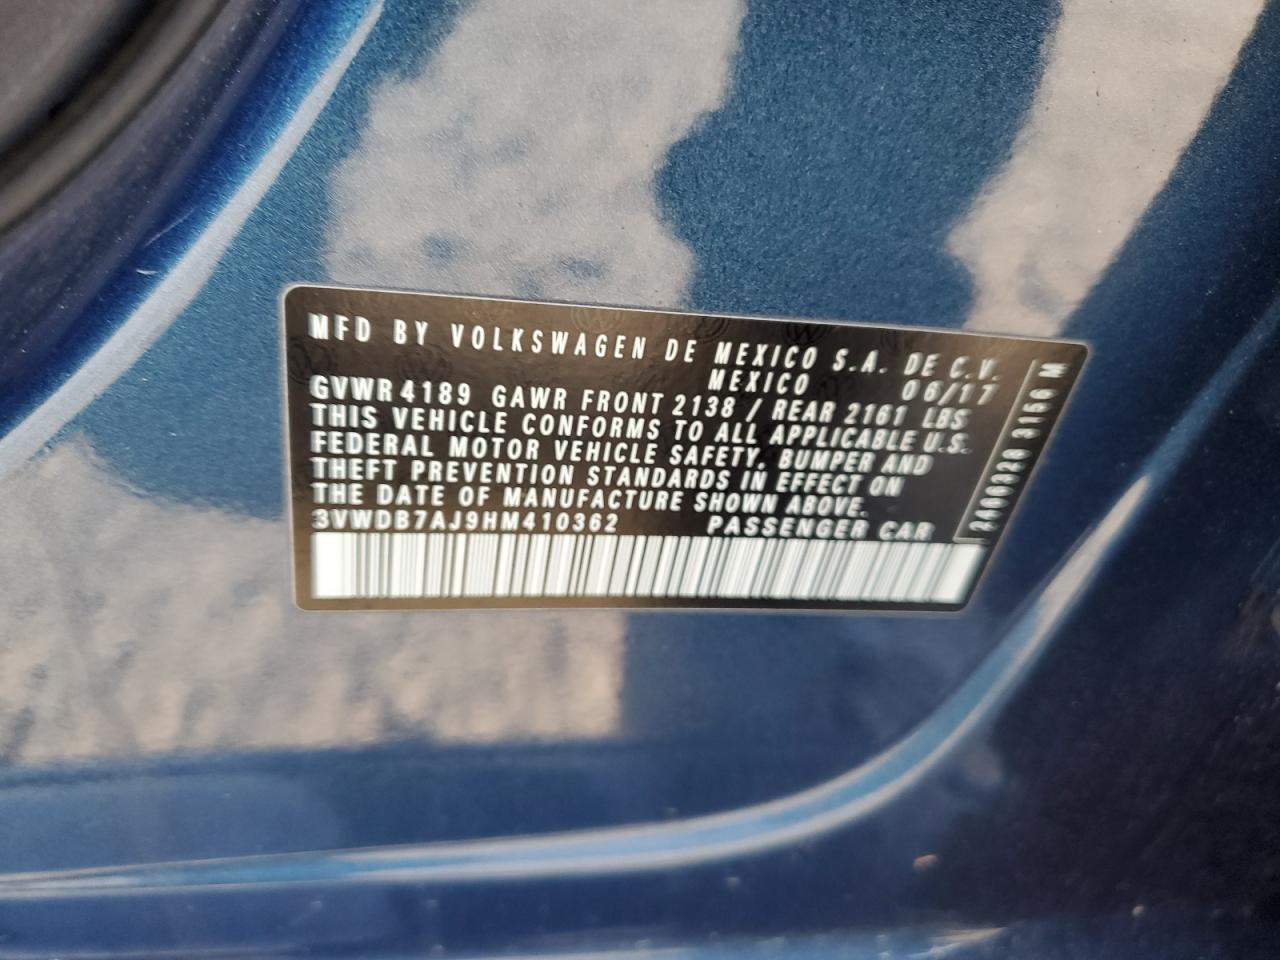 MFD BY VOLKSWAGEN DE MEXICO S.A. DE C.V.
MEXICO 06/17
GVWR 4189 GAWR FRONT 2138 / REAR 2161 LBS
THIS VEHICLE CONFORMS TO ALL APPLICABLE U.S.
FEDERAL MOTOR VEHICLE SAFETY, BUMPER AND
THEFT PREVENTION STANDARDS IN EFFECT ON
THE DATE OF MANUFACTURE SHOWN ABOVE.
3VWDB7AJ9HM410362 PASSENGER CAR
3156 M